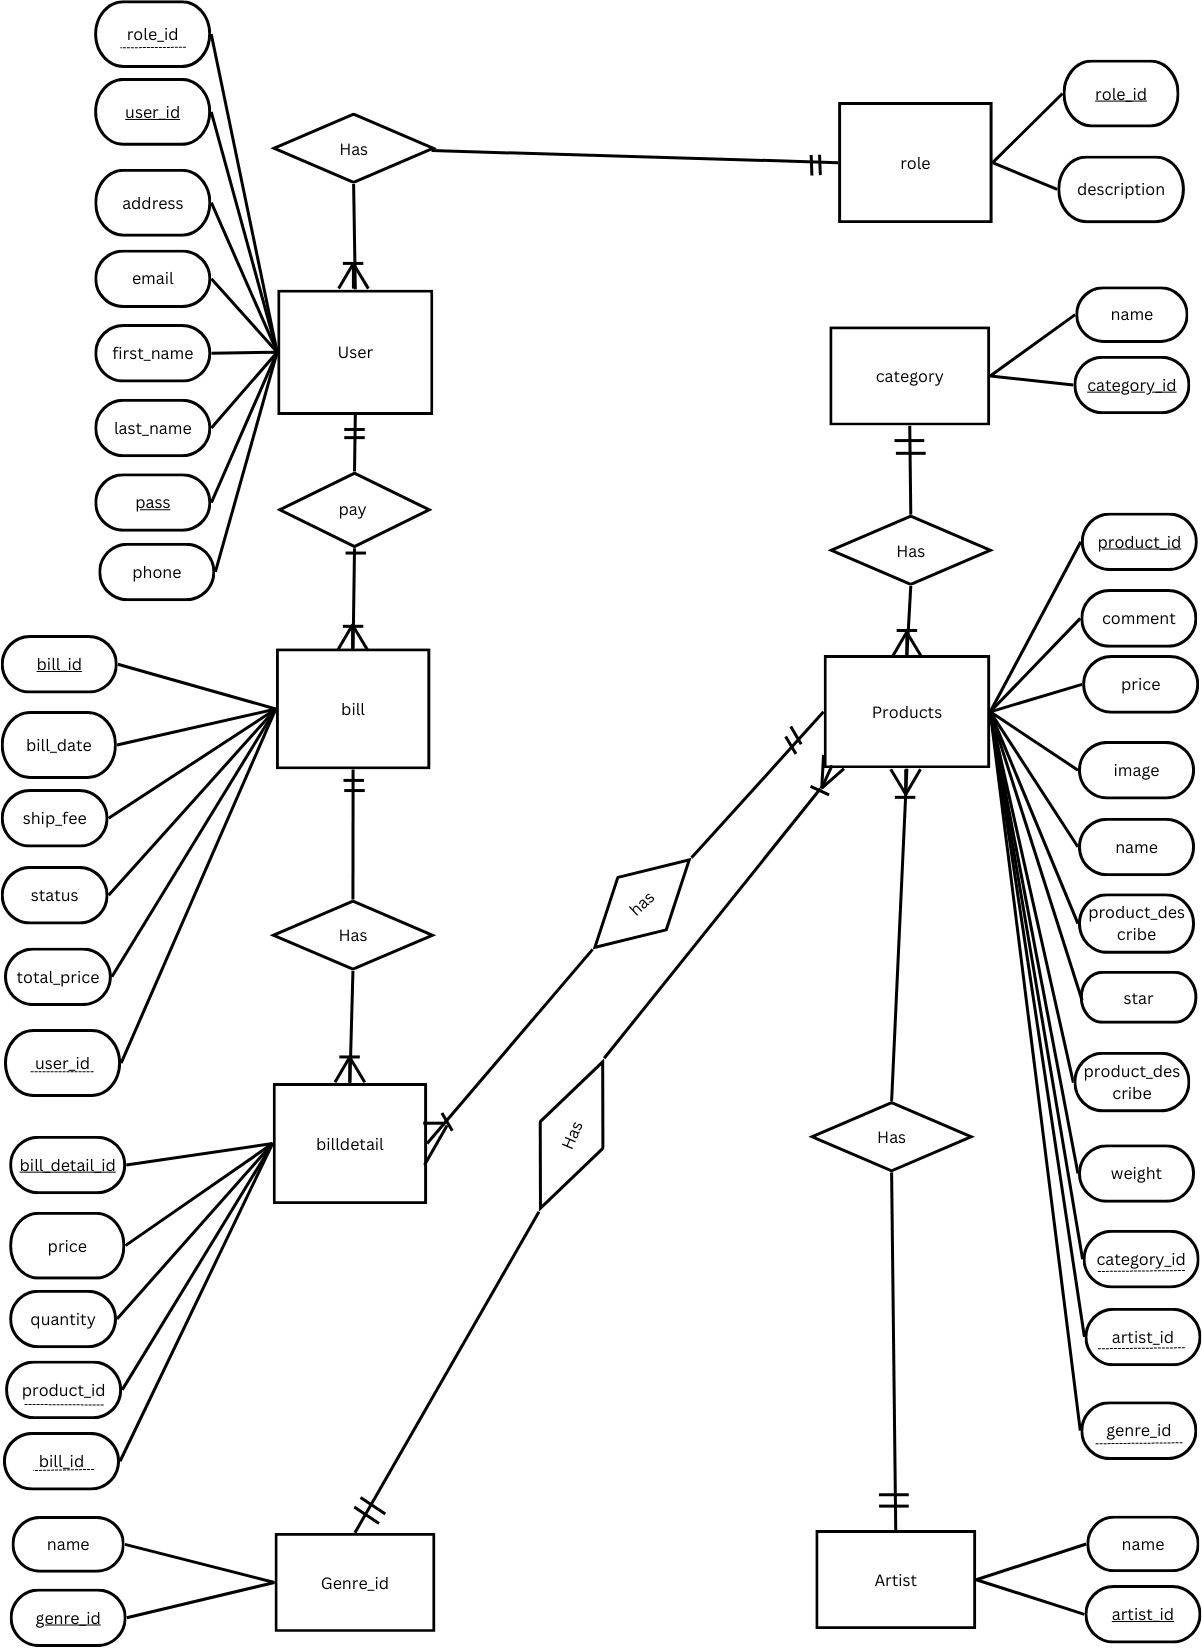 role_id
user_id
address
email
first_name
last_name
pass
phone
Has
role
role_id
description
User
pay
category
name
category_id
Has
bill_id
bill_date
ship_fee
status
total_price
user_id
bill
Products
product_id
comment
price
image
name
product_des
cribe
star
product_des
cribe
weight
category_id
artist_id
genre_id
Has
has
Has
Has
billdetail
bill_detail_id
price
quantity
product_id
bill_id
name
genre_id
Genre_id
Artist
name
artist_id